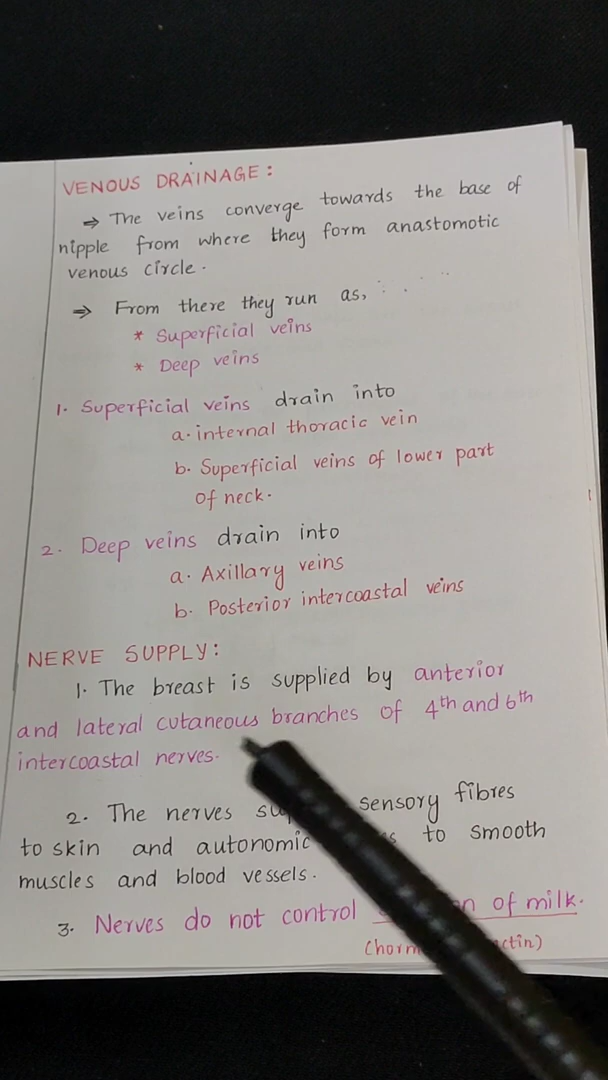 VENOUS DRAINAGE:
⇒ The veins converge towards the base of
nipple from where they form anastomotic
venous circle.
⇒ From there they run as,
* Superficial veins
* Deep veins
1. Superficial veins drain into
a. internal thoracic vein
b. Superficial veins of lower part
of neck.
2. Deep veins drain into
a. Axillary veins
b. Posterior intercoastal veins
NERVE SUPPLY:
1. The breast is supplied by anterior
and lateral cutaneous branches of 4th and 6th
intercoastal nerves.
2. The nerves sensory fibres
to skin and autonomic to smooth
muscles and blood vessels.
3. Nerves do not control of milk.